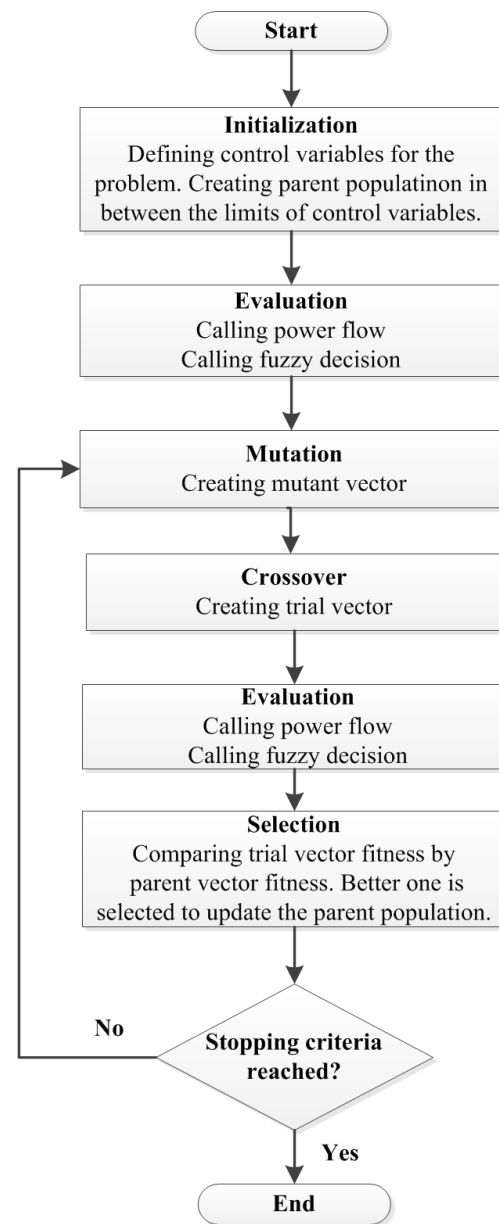 Start
Initialization
Defining control variables for the
problem. Creating parent populatinon in
between the limits of control variables.
Evaluation
Calling power flow
Calling fuzzy decision
Mutation
Creating mutant vector
Crossover
Creating trial vector
Evaluation
Calling power flow
Calling fuzzy decision
Selection
Comparing trial vector fitness by
parent vector fitness. Better one is
selected to update the parent population.
No
Stopping criteria
reached?
Yes
End